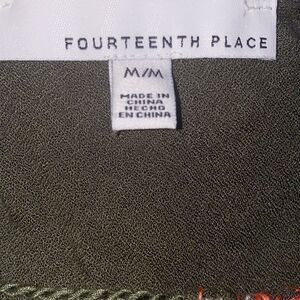 FOURTEENTH PLACE
M/M
MADE IN
CHINA
HECHO
EN CHINA